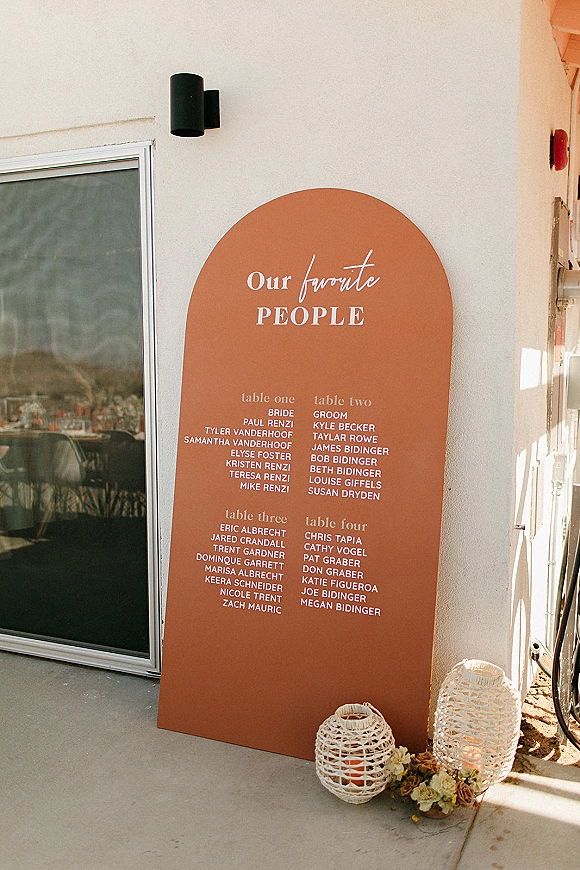 Our favorite
PEOPLE
table one
BRIDE
PAUL RENZI
TYLER VANDERHOOF
SAMANTHA VANDERHOOF
ELYSE FOSTER
KRISTEN RENZI
TERESA RENZI
MIKE RENZI
table two
GROOM
KYLE BECKER
TAYLAR ROWE
JAMES BIDINGER
BOB BIDINGER
BETH BIDINGER
LOUISE GIFFELS
SUSAN DRYDEN
table three
ERIC ALBRECHT
JARED CRANDALL
TRENT GARDNER
DOMINQUE GARRETT
MARISA ALBRECHT
KEERA SCHNEIDER
NICOLE TRENT
ZACH MAURIC
table four
CHRIS TAPIA
CATHY VOGEL
PAT GRABER
DON GRABER
KATIE FIGUEROA
JOE BIDINGER
MEGAN BIDINGER